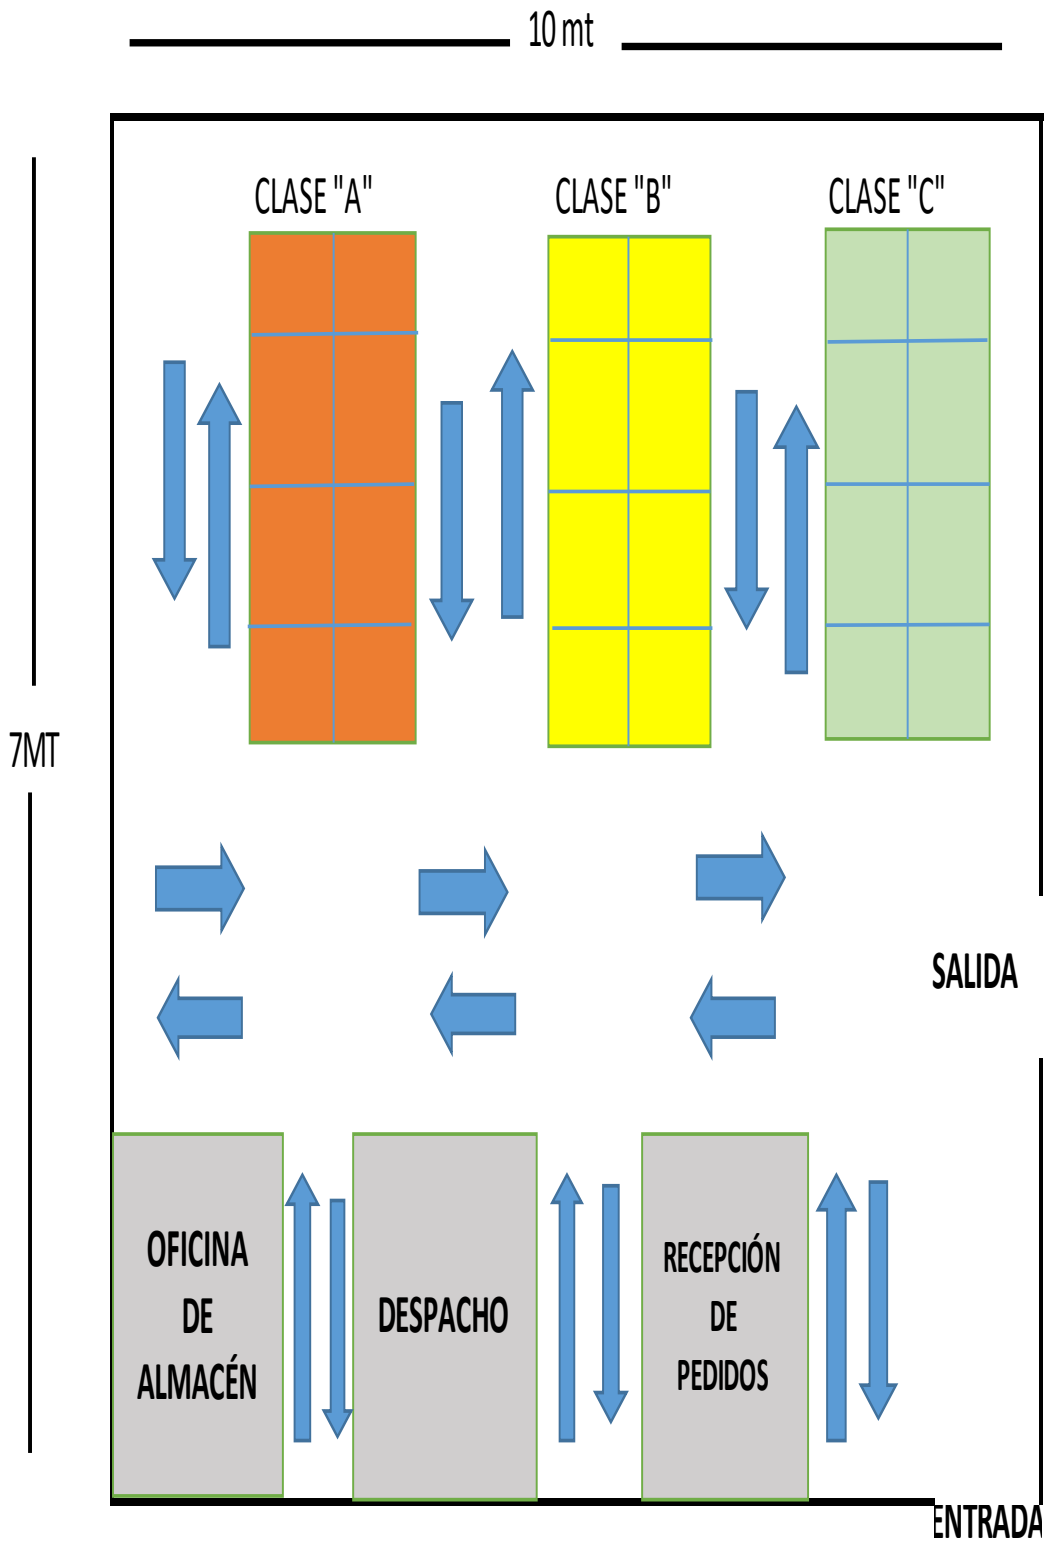 10 mt
CLASE "A"
CLASE "B"
CLASE "C"
7MT
SALIDA
OFICINA
DE
ALMACÉN
DESPACHO
RECEPCIÓN
DE
PEDIDOS
ENTRADA